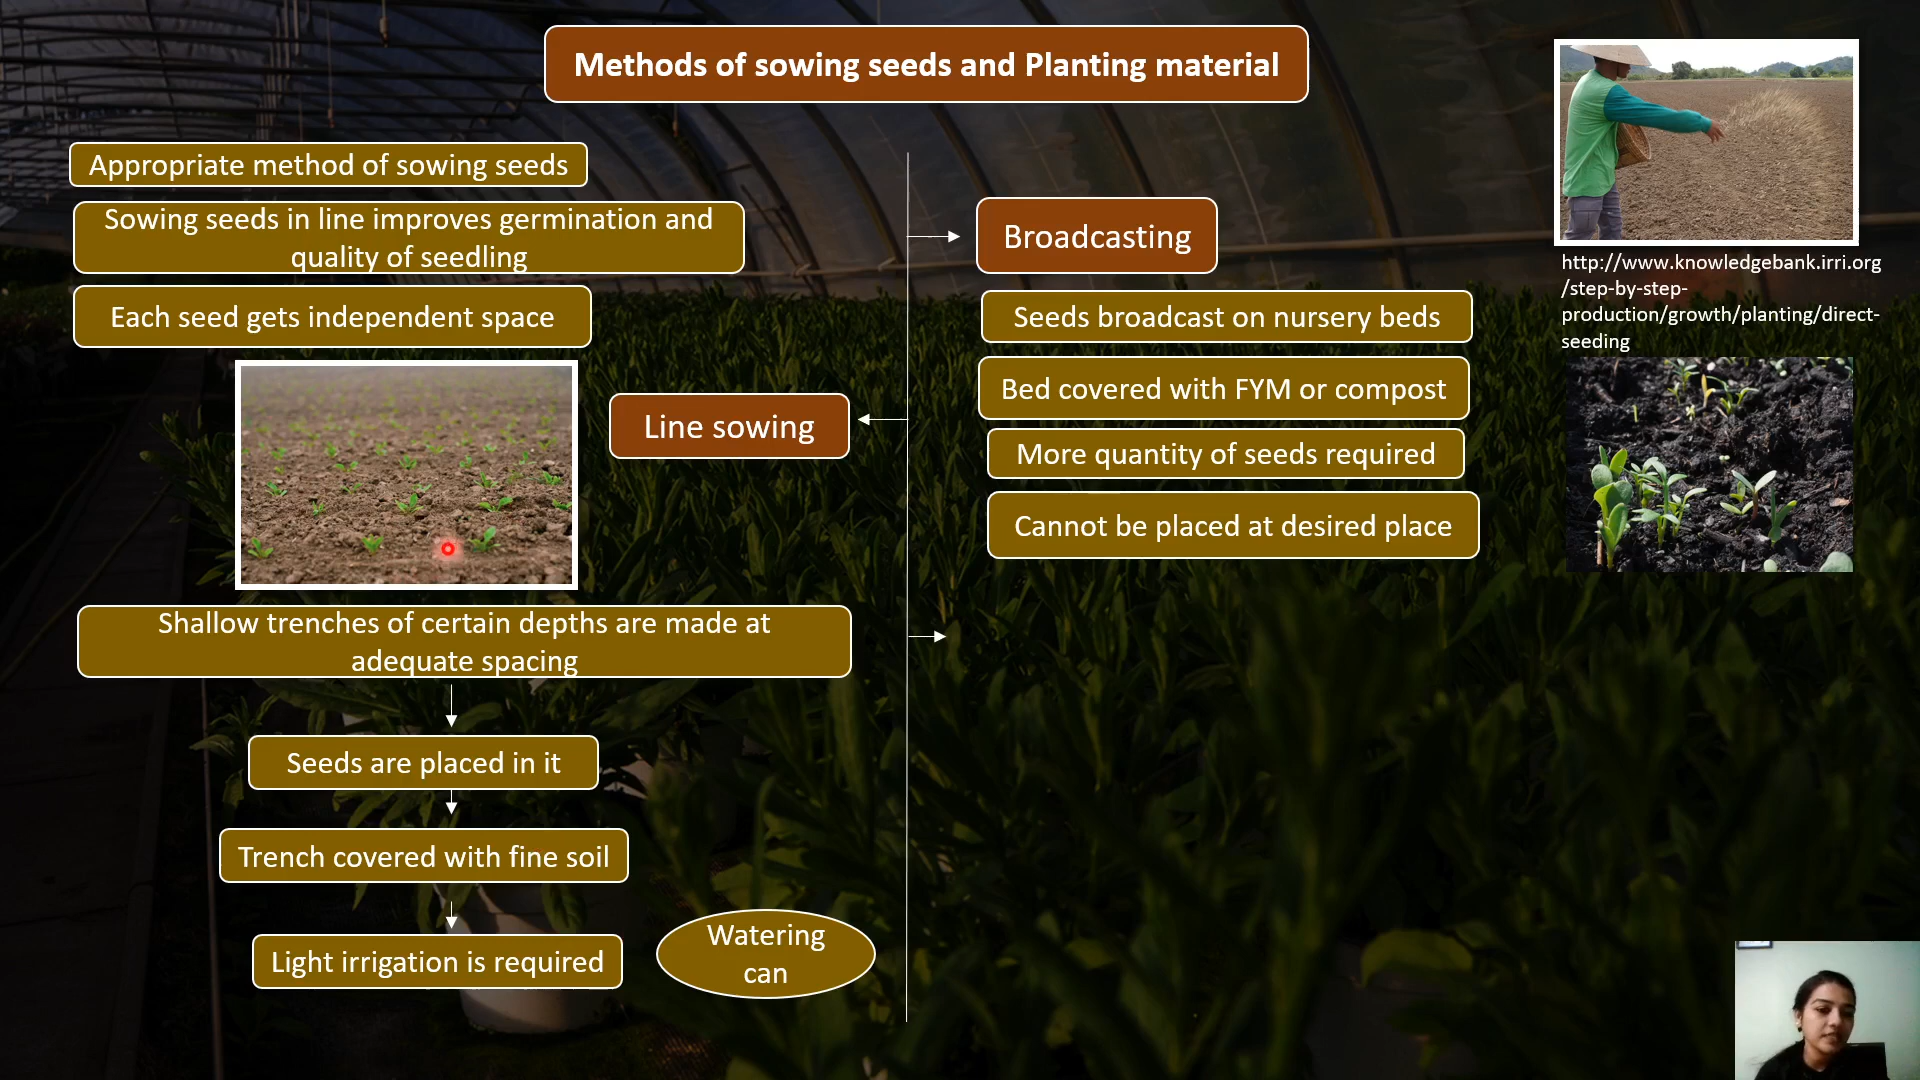 Methods of sowing seeds and Planting material
Appropriate method of sowing seeds
Sowing seeds in line improves germination and
quality of seedling
Each seed gets independent space
Line sowing
Shallow trenches of certain depths are made at
adequate spacing
Seeds are placed in it
Trench covered with fine soil
Light irrigation is required
Watering
can
Broadcasting
Seeds broadcast on nursery beds
Bed covered with FYM or compost
More quantity of seeds required
Cannot be placed at desired place
http://www.knowledgebank.irri.org
/step-by-step-
production/growth/planting/direct-
seeding